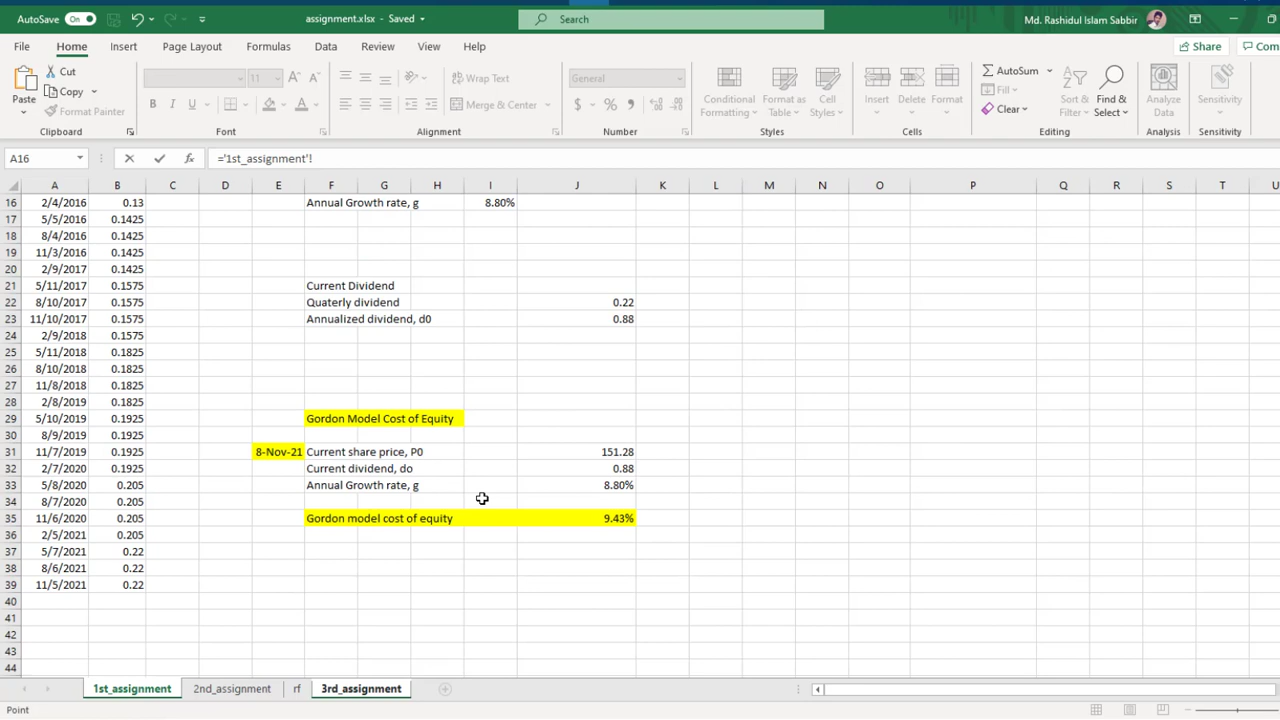 AutoSave On assignment.xlsx - Saved Search Md. Rashidul Islam Sabbir
File Home Insert Page Layout Formulas Data Review View Help Share Com
Paste Cut Copy Format Painter Clipboard
11 Font
Wrap Text Merge & Center Alignment
General $ % Number
Conditional Formatting Format as Table Cell Styles Styles
Insert Delete Format Cells
AutoSum Fill Clear Sort & Filter Find & Select Editing
Analyze Data Analysis
Sensitivity Sensitivity
A16 fx ='1st_assignment'!
A B C D E F G H I J K L M N O P Q R S T U
16 2/4/2016 0.13 Annual Growth rate, g 8.80%
17 5/5/2016 0.1425
18 8/4/2016 0.1425
19 11/3/2016 0.1425
20 2/9/2017 0.1425
21 5/11/2017 0.1575 Current Dividend
22 8/10/2017 0.1575 Quaterly dividend 0.22
23 11/10/2017 0.1575 Annualized dividend, d0 0.88
24 2/9/2018 0.1575
25 5/11/2018 0.1825
26 8/10/2018 0.1825
27 11/8/2018 0.1825
28 2/8/2019 0.1825
29 5/10/2019 0.1925 Gordon Model Cost of Equity
30 8/9/2019 0.1925
31 11/7/2019 0.1925 8-Nov-21 Current share price, P0 151.28
32 2/7/2020 0.1925 Current dividend, do 0.88
33 5/8/2020 0.205 Annual Growth rate, g 8.80%
34 8/7/2020 0.205
35 11/6/2020 0.205 Gordon model cost of equity 9.43%
36 2/5/2021 0.205
37 5/7/2021 0.22
38 8/6/2021 0.22
39 11/5/2021 0.22
40
41
42
43
44
1st_assignment 2nd_assignment rf 3rd_assignment
Point